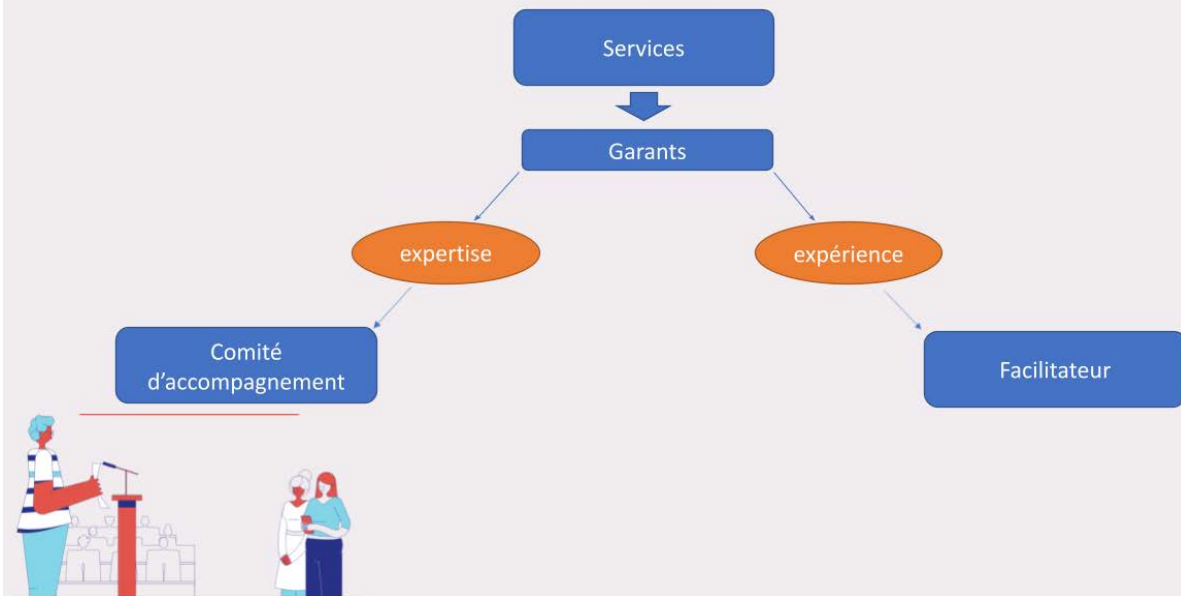 Services
Garants
expertise
expérience
Comité
d’accompagnement
Facilitateur